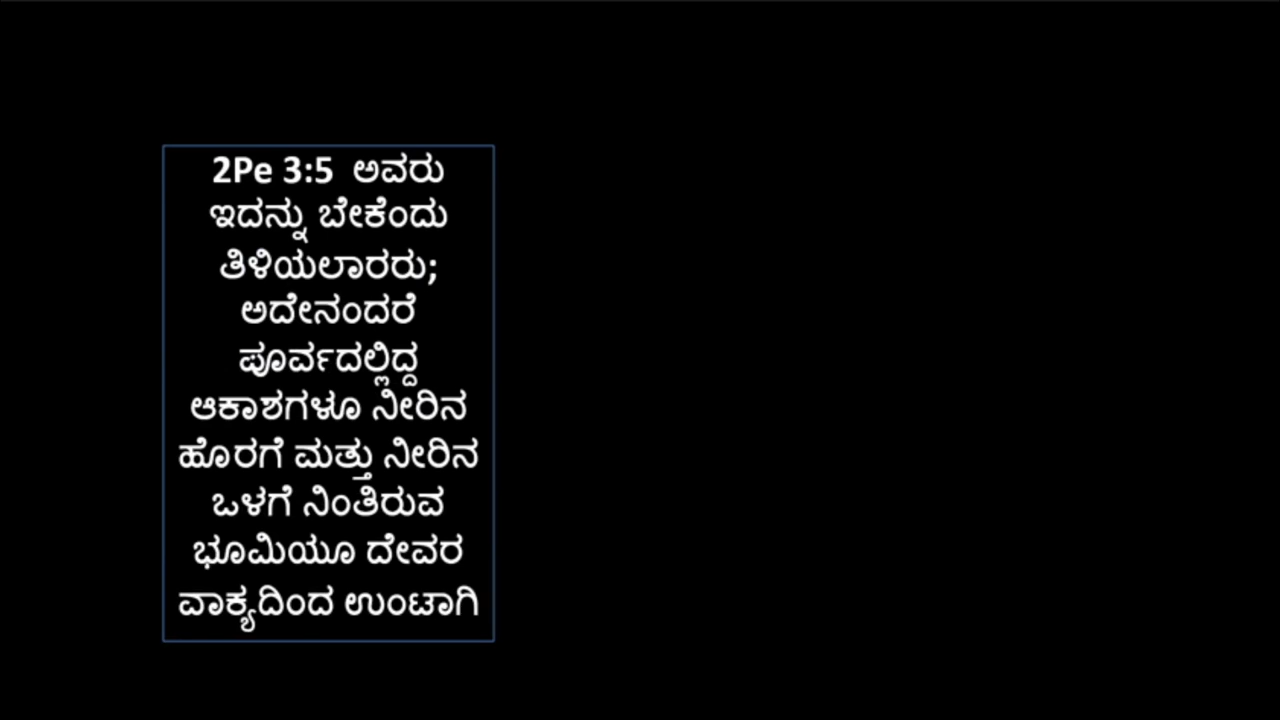 2Pe 3:5 ಅವರು
ಇದನ್ನು ಬೇಕೆಂದು
ತಿಳಿಯಲಾರರು;
ಅದೇನಂದರೆ
ಪೂರ್ವದಲ್ಲಿದ್ದ
ಆಕಾಶಗಳೂ ನೀರಿನ
ಹೊರಗೆ ಮತ್ತು ನೀರಿನ
ಒಳಗೆ ನಿಂತಿರುವ
ಭೂಮಿಯೂ ದೇವರ
ವಾಕ್ಯದಿಂದ ಉಂಟಾಗಿ